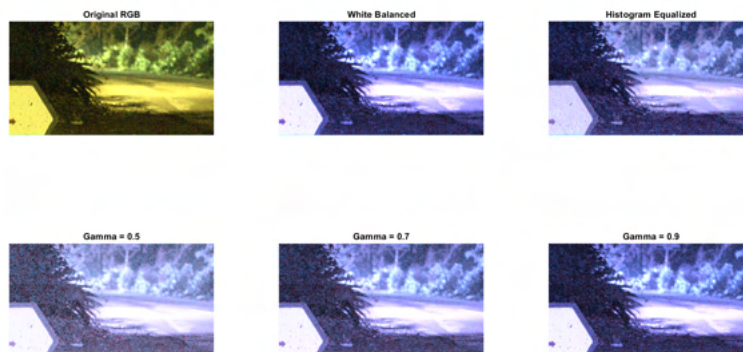 Original RGB
White Balanced
Histogram Equalized
Gamma = 0.5
Gamma = 0.7
Gamma = 0.9